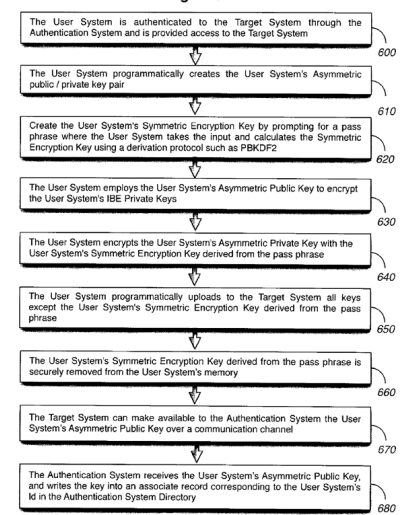 The User System is authenticated to the Target System through the
Authentication System and is provided access to the Target System
600
The User System programmatically creates the User System's Asymmetric
public / private key pair
610
Create the User System's Symmetric Encryption Key by prompting for a pass
phrase where the User System takes the input and calculates the Symmetric
Encryption Key using a derivation protocol such as PBKDF2
620
The User System employs the User System's Asymmetric Public Key to encrypt
the User System's IBE Private Keys
630
The User System encrypts the User System's Asymmetric Private Key with the
User System's Symmetric Encryption Key derived from the pass phrase
640
The User System programmatically uploads to the Target System all keys
except the User System's Symmetric Encryption Key derived from the pass
phrase
650
The User System's Symmetric Encryption Key derived from the pass phrase is
securely removed from the User System's memory
660
The Target System can make available to the Authentication System the User
System's Asymmetric Public Key over a communication channel
670
The Authentication System receives the User System's Asymmetric Public Key,
and writes the key into an associate record corresponding to the User System's
Id in the Authentication System Directory
680